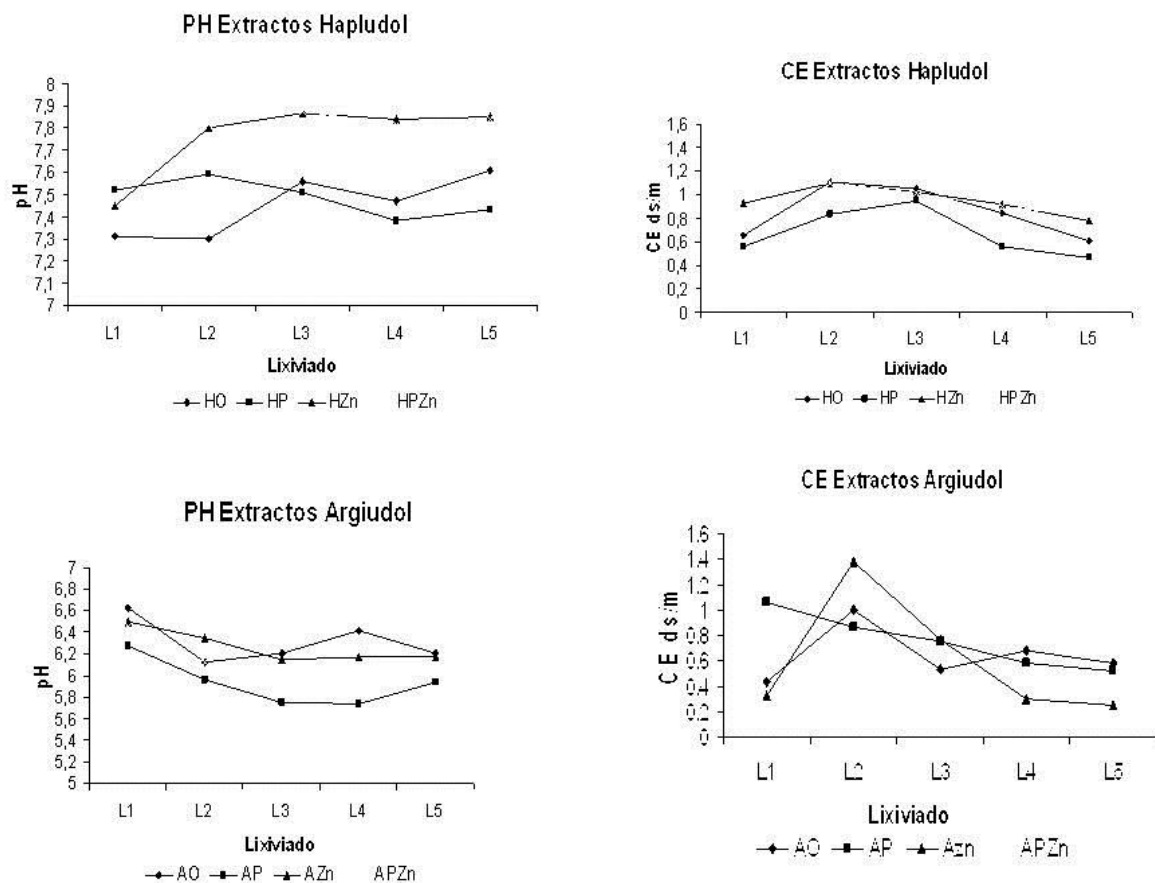 PH Extractos Hapludol
8
7,9
7,8
7,7
7,6
7,5
7,4
7,3
7,2
7,1
7
pH
L1 L2 L3 L4 L5
Lixiviado
HO HP HZn HPZn
CE Extractos Hapludol
1,6
1,4
1,2
1
0,8
0,6
0,4
0,2
0
CE ds/m
L1 L2 L3 L4 L5
Lixiviado
HO HP HZn HPZn
PH Extractos Argiudol
7
6,8
6,6
6,4
6,2
6
5,8
5,6
5,4
5,2
5
pH
L1 L2 L3 L4 L5
Lixiviado
AO AP AZn APZn
CE Extractos Argiudol
1,6
1,4
1,2
1
0,8
0,6
0,4
0,2
0
CE ds/m
L1 L2 L3 L4 L5
Lixiviado
AO AP Azn APZn